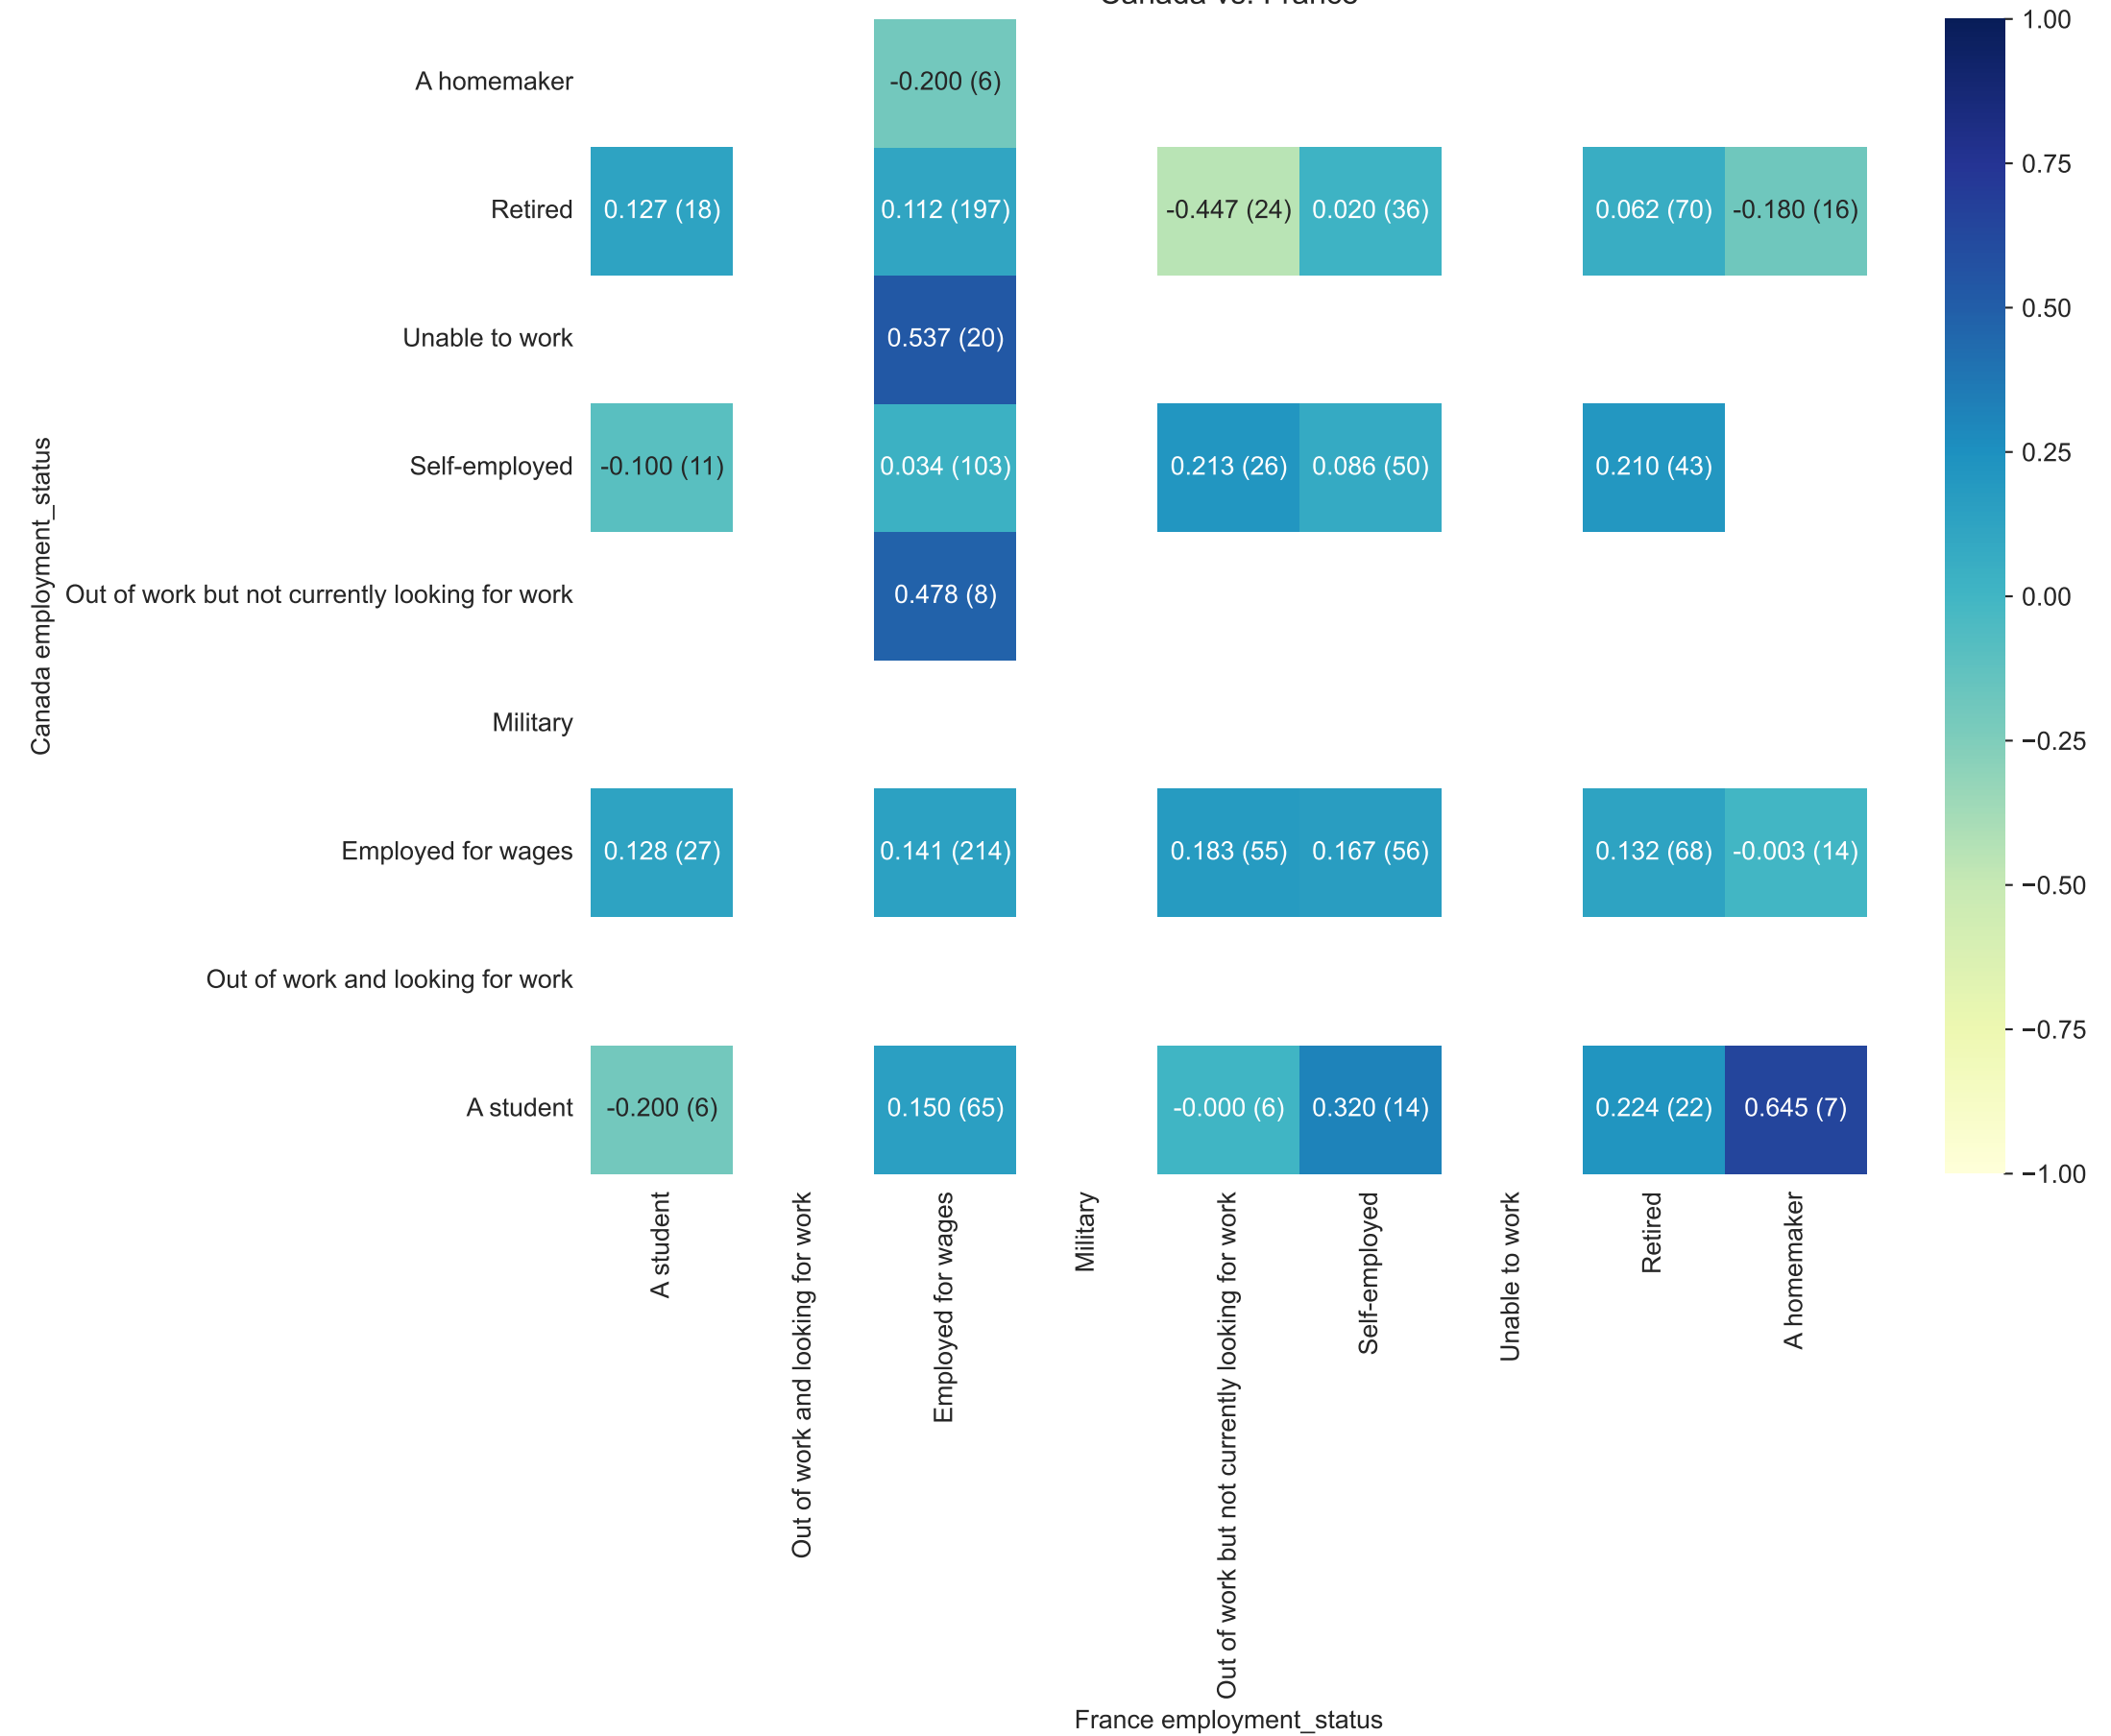 Canada vs. France
A homemaker
-0.200 (6)
Retired
0.127 (18)
0.112 (197)
-0.447 (24)
0.020 (36)
0.062 (70)
-0.180 (16)
Unable to work
0.537 (20)
Self-employed
-0.100 (11)
0.034 (103)
0.213 (26)
0.086 (50)
0.210 (43)
Out of work but not currently looking for work
0.478 (8)
Military
Employed for wages
0.128 (27)
0.141 (214)
0.183 (55)
0.167 (56)
0.132 (68)
-0.003 (14)
Out of work and looking for work
A student
-0.200 (6)
0.150 (65)
-0.000 (6)
0.320 (14)
0.224 (22)
0.645 (7)
Canada employment_status
A student
Out of work and looking for work
Employed for wages
Military
Out of work but not currently looking for work
Self-employed
Unable to work
Retired
A homemaker
France employment_status
1.00
0.75
0.50
0.25
0.00
−0.25
−0.50
−0.75
−1.00